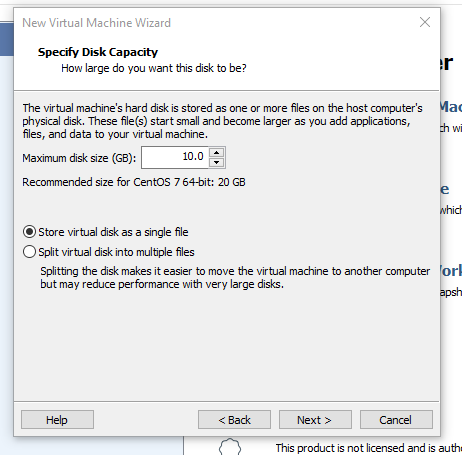 New Virtual Machine Wizard
Specify Disk Capacity
How large do you want this disk to be?
er
The virtual machine's hard disk is stored as one or more files on the host computer's
Mac
physical disk. These file(s) start small and become larger as you add applications,
ch wi
files, and data to your virtual machine.
Maximum disk size (GB): 10.0
Recommended size for CentOS 7 64-bit: 20 GB
e
which
Store virtual disk as a single file
Split virtual disk into multiple files
Splitting the disk makes it easier to move the virtual machine to another computer
Work
but may reduce performance with very large disks.
apsh
Help
< Back
Next >
Cancel
This product is not licensed and is authe